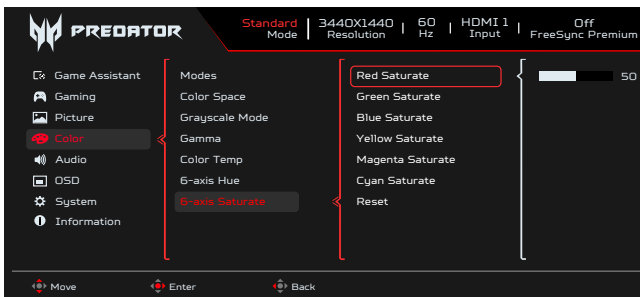 PREDATOR
Standard Mode
3440X1440 Resolution
60 Hz
HDMI 1 Input
Off FreeSync Premium
Game Assistant
Gaming
Picture
Color
Audio
OSD
System
Information
Modes
Color Space
Grayscale Mode
Gamma
Color Temp
6-axis Hue
6-axis Saturate
Red Saturate
Green Saturate
Blue Saturate
Yellow Saturate
Magenta Saturate
Cyan Saturate
Reset
50
Move
Enter
Back